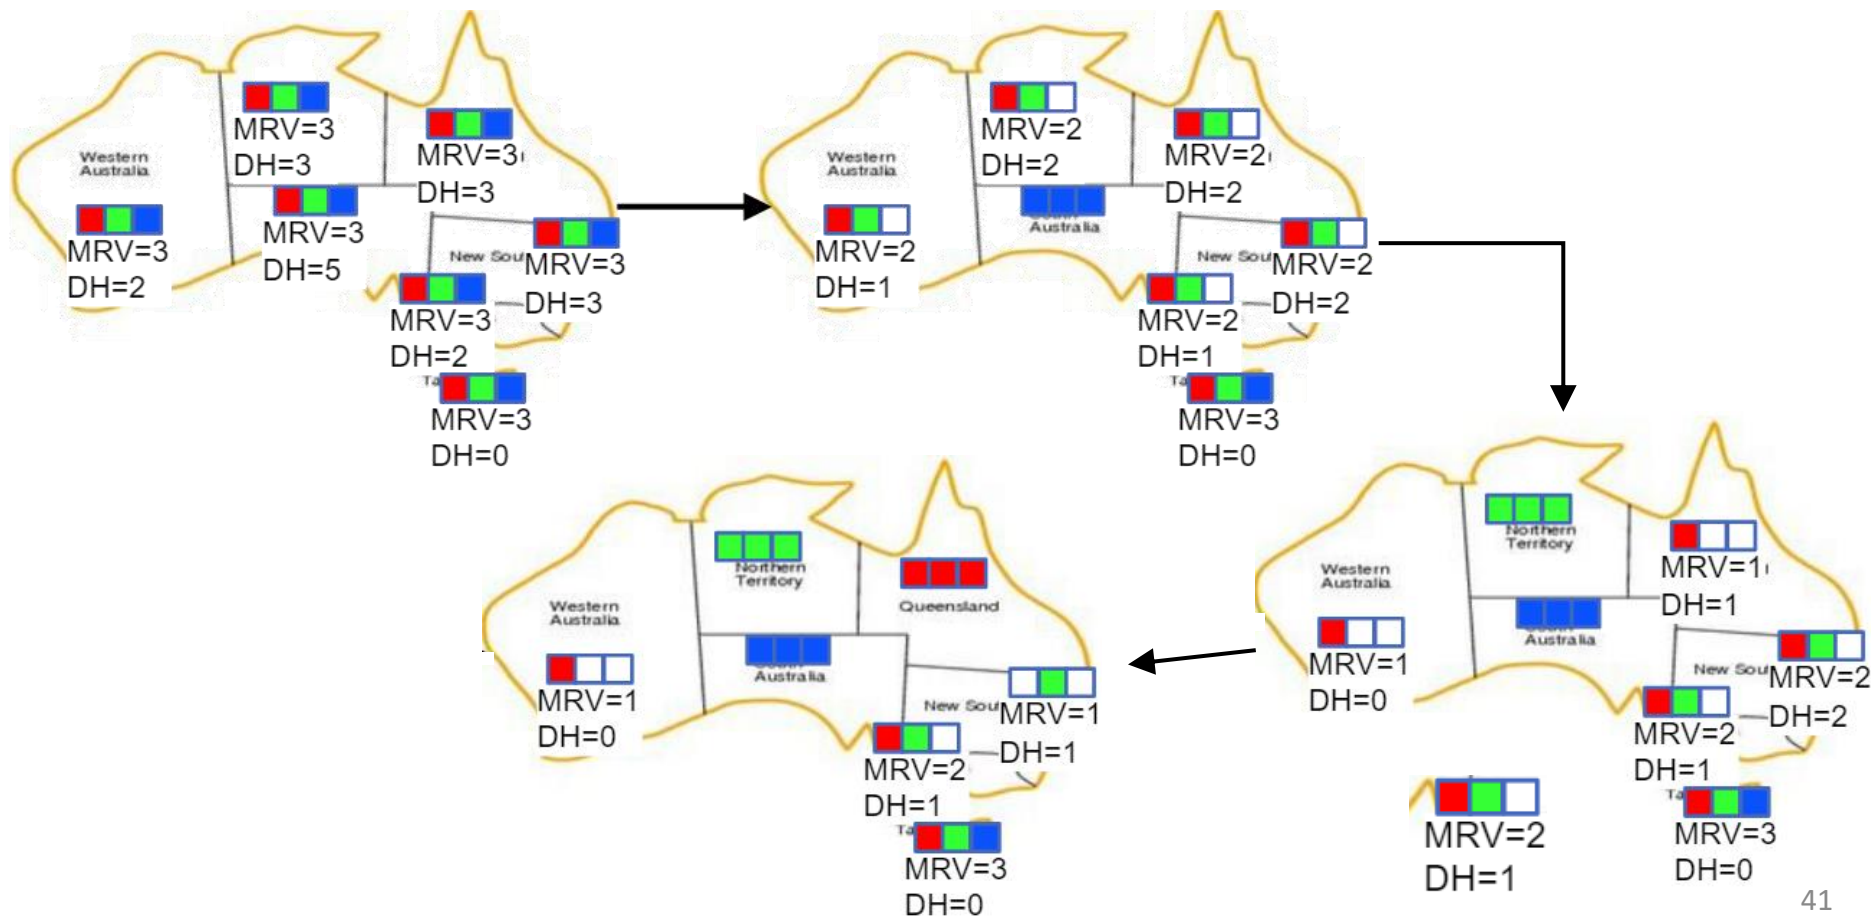 MRV=3
DH=3
MRV=3
DH=3
Western
Australia
MRV=3
DH=2
MRV=3
DH=5
New Sou
MRV=3
DH=3
MRV=3
DH=2
Ta
MRV=3
DH=0
MRV=2
DH=2
MRV=2
DH=2
Western
Australia
MRV=2
DH=1
Australia
New Sou
MRV=2
DH=2
MRV=2
DH=1
Ta
MRV=3
DH=0
Northern
Territory
MRV=1
DH=1
Western
Australia
MRV=1
DH=0
Australia
New Sou
MRV=2
DH=2
MRV=2
DH=1
Ta
MRV=3
DH=0
MRV=2
DH=1
Northern
Territory
Queensland
Western
Australia
MRV=1
DH=0
Australia
New Sou
MRV=1
DH=1
MRV=2
DH=1
Ta
MRV=3
DH=0
41